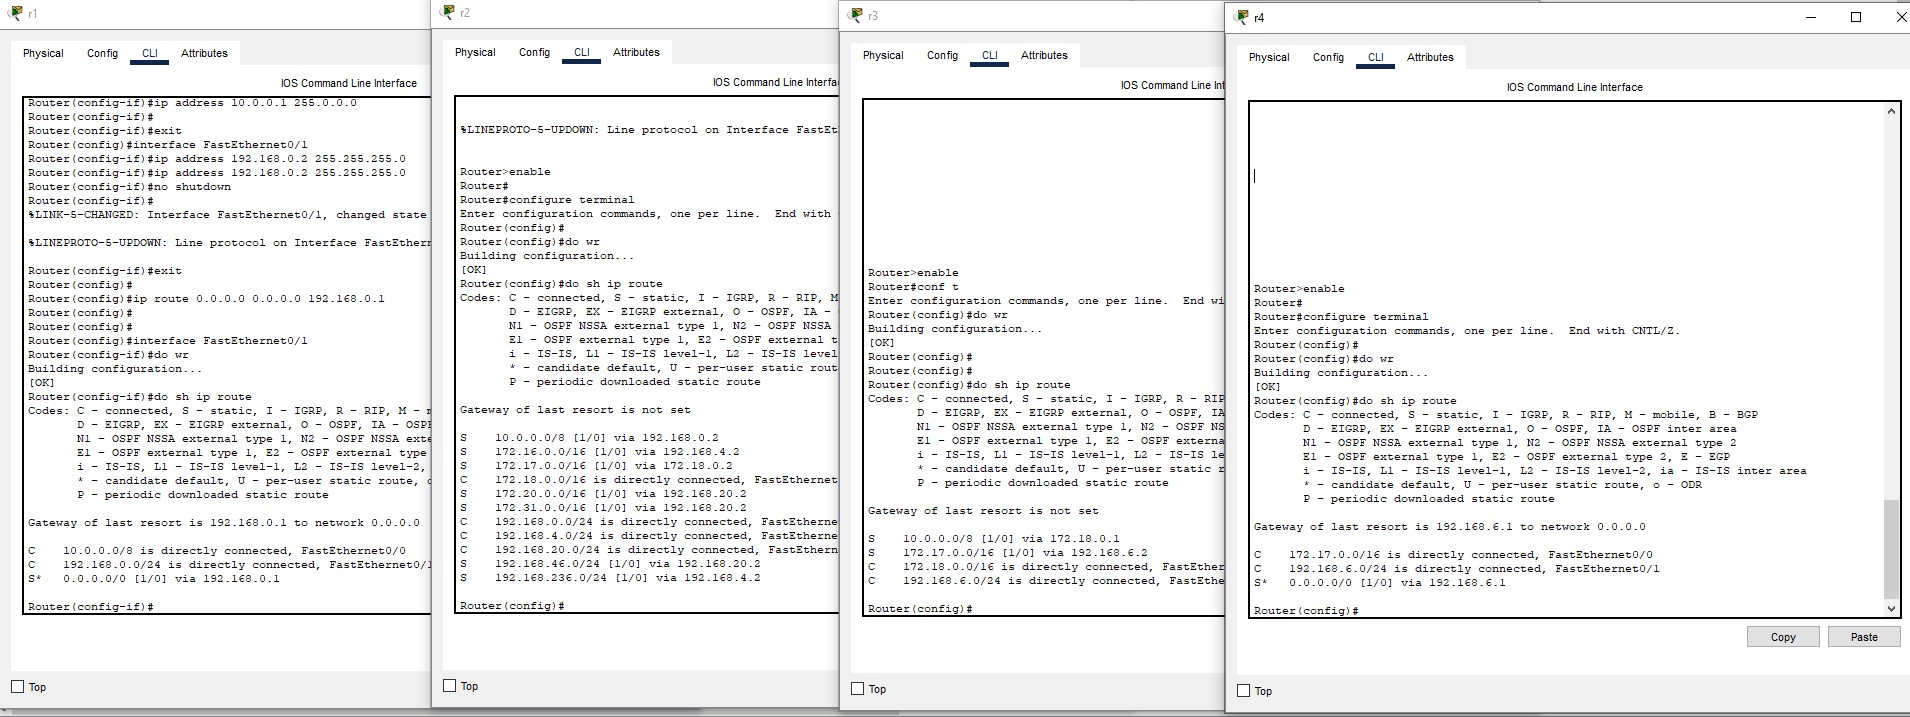 r1
Physical Config CLI Attributes
IOS Command Line Interface
Router(config-if)#ip address 10.0.0.1 255.0.0.0
Router(config-if)#
Router(config-if)#exit
Router(config)#interface FastEthernet0/1
Router(config-if)#ip address 192.168.0.2 255.255.255.0
Router(config-if)#ip address 192.168.0.2 255.255.255.0
Router(config-if)#no shutdown
Router(config-if)#
%LINK-5-CHANGED: Interface FastEthernet0/1, changed state
%LINEPROTO-5-UPDOWN: Line protocol on Interface FastEther
Router(config-if)#exit
Router(config)#
Router(config)#ip route 0.0.0.0 0.0.0.0 192.168.0.1
Router(config)#
Router(config)#
Router(config)#interface FastEthernet0/1
Router(config-if)#do wr
Building configuration...
[OK]
Router(config-if)#do sh ip route
Codes: C - connected, S - static, I - IGRP, R - RIP, M -
D - EIGRP, EX - EIGRP external, O - OSPF, IA - OSP
N1 - OSPF NSSA external type 1, N2 - OSPF NSSA exte
E1 - OSPF external type 1, E2 - OSPF external
i - IS-IS, L1 - IS-IS level-1, L2 - IS-IS level-2,
* - candidate default, U - per-user static route,
P - periodic downloaded static route
Gateway of last resort is 192.168.0.1 to network 0.0.0.0
C 10.0.0.0/8 is directly connected, FastEthernet0/0
C 192.168.0.0/24 is directly connected, FastEthernet0/1
S* 0.0.0.0/0 [1/0] via 192.168.0.1
Router(config-if)#
Top
r2
Physical Config CLI Attributes
IOS Command Line Interfa
%LINEPROTO-5-UPDOWN: Line protocol on Interface FastEt
Router>enable
Router#
Router#configure terminal
Enter configuration commands, one per line. End with
Router(config)#
Router(config)#do wr
Building configuration...
[OK]
Router(config)#do sh ip route
Codes: C - connected, S - static, I - IGRP, R - RIP, M
D - EIGRP, EX - EIGRP external, O - OSPF, IA -
N1 - OSPF NSSA external type 1, N2 - OSPF NSSA
E1 - OSPF external type 1, E2 - OSPF external t
i - IS-IS, L1 - IS-IS level-1, L2 - IS-IS level
* - candidate default, U - per-user static rout
P - periodic downloaded static route
Gateway of last resort is not set
S 10.0.0.0/8 [1/0] via 192.168.0.2
S 172.16.0.0/16 [1/0] via 192.168.4.2
S 172.17.0.0/16 [1/0] via 172.18.0.2
C 172.18.0.0/16 is directly connected, FastEthernet
S 172.20.0.0/16 [1/0] via 192.168.20.2
S 172.31.0.0/16 [1/0] via 192.168.20.2
C 192.168.0.0/24 is directly connected, FastEtherne
C 192.168.4.0/24 is directly connected, FastEtherne
C 192.168.20.0/24 is directly connected, FastEthern
S 192.168.46.0/24 [1/0] via 192.168.20.2
S 192.168.236.0/24 [1/0] via 192.168.4.2
Router(config)#
Top
r3
Physical Config CLI Attributes
IOS Command Line Int
Router>enable
Router#conf t
Enter configuration commands, one per line. End wi
Router(config)#do wr
Building configuration...
[OK]
Router(config)#
Router(config)#
Router(config)#do sh ip route
Codes: C - connected, S - static, I - IGRP, R - RIP
D - EIGRP, EX - EIGRP external, O - OSPF, IA
N1 - OSPF NSSA external type 1, N2 - OSPF NS
E1 - OSPF external type 1, E2 - OSPF externa
i - IS-IS, L1 - IS-IS level-1, L2 - IS-IS le
* - candidate default, U - per-user static r
P - periodic downloaded static route
Gateway of last resort is not set
S 10.0.0.0/8 [1/0] via 172.18.0.1
S 172.17.0.0/16 [1/0] via 192.168.6.2
C 172.18.0.0/16 is directly connected, FastEther
C 192.168.6.0/24 is directly connected, FastEthe
Router(config)#
Top
r4
Physical Config CLI Attributes
IOS Command Line Interface
Router>enable
Router#
Router#configure terminal
Enter configuration commands, one per line. End with CNTL/Z.
Router(config)#
Router(config)#do wr
Building configuration...
[OK]
Router(config)#do sh ip route
Codes: C - connected, S - static, I - IGRP, R - RIP, M - mobile, B - BGP
D - EIGRP, EX - EIGRP external, O - OSPF, IA - OSPF inter area
N1 - OSPF NSSA external type 1, N2 - OSPF NSSA external type 2
E1 - OSPF external type 1, E2 - OSPF external type 2, E - EGP
i - IS-IS, L1 - IS-IS level-1, L2 - IS-IS level-2, ia - IS-IS inter area
* - candidate default, U - per-user static route, o - ODR
P - periodic downloaded static route
Gateway of last resort is 192.168.6.1 to network 0.0.0.0
C 172.17.0.0/16 is directly connected, FastEthernet0/0
C 192.168.6.0/24 is directly connected, FastEthernet0/1
S* 0.0.0.0/0 [1/0] via 192.168.6.1
Router(config)#
Copy Paste
Top